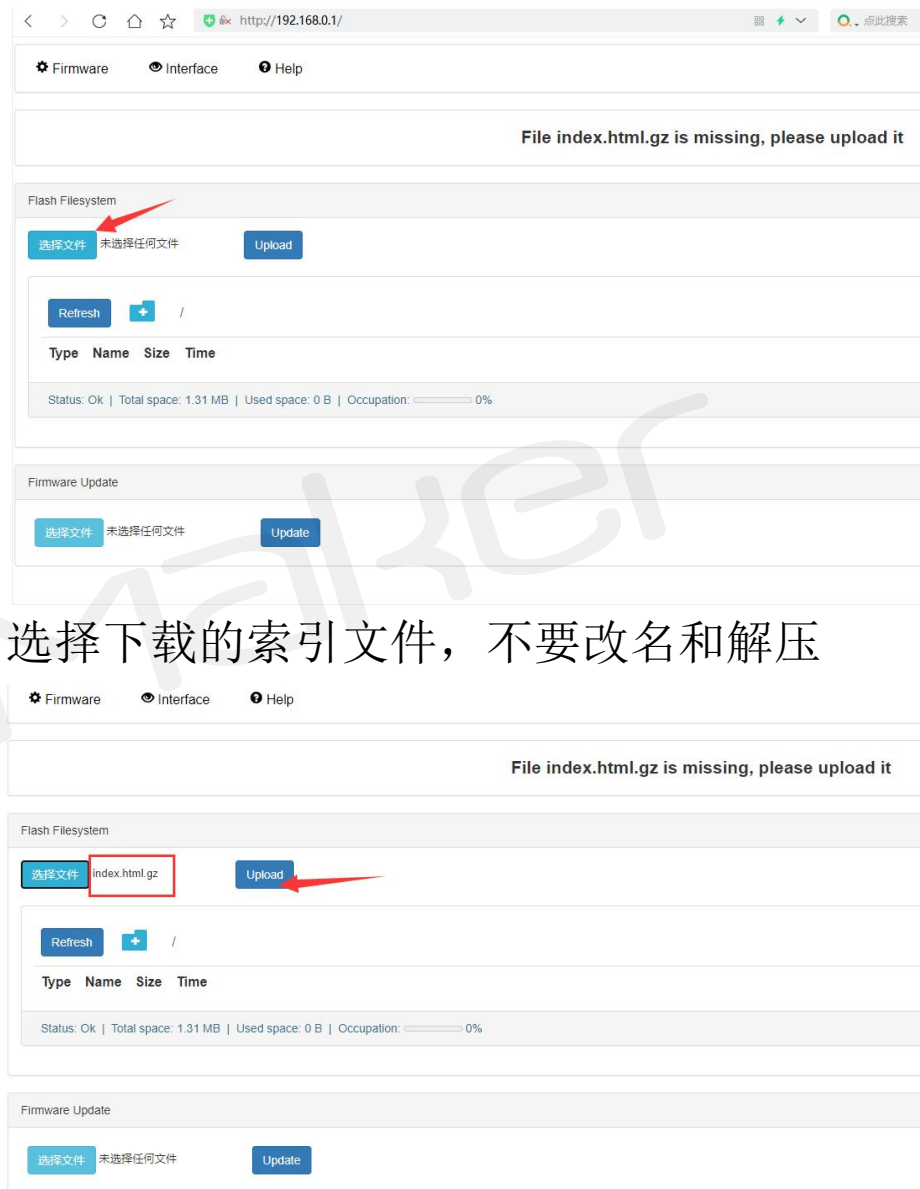 http://192.168.0.1/ 点此搜索
Firmware Interface Help
File index.html.gz is missing, please upload it
Flash Filesystem
选择文件 未选择任何文件 Upload
Refresh /
Type Name Size Time
Status: Ok | Total space: 1.31 MB | Used space: 0 B | Occupation: 0%
Firmware Update
选择文件 未选择任何文件 Update
Maker
选择下载的索引文件，不要改名和解压
Firmware Interface Help
File index.html.gz is missing, please upload it
Flash Filesystem
选择文件 index.html.gz Upload
Refresh /
Type Name Size Time
Status: Ok | Total space: 1.31 MB | Used space: 0 B | Occupation: 0%
Firmware Update
选择文件 未选择任何文件 Update